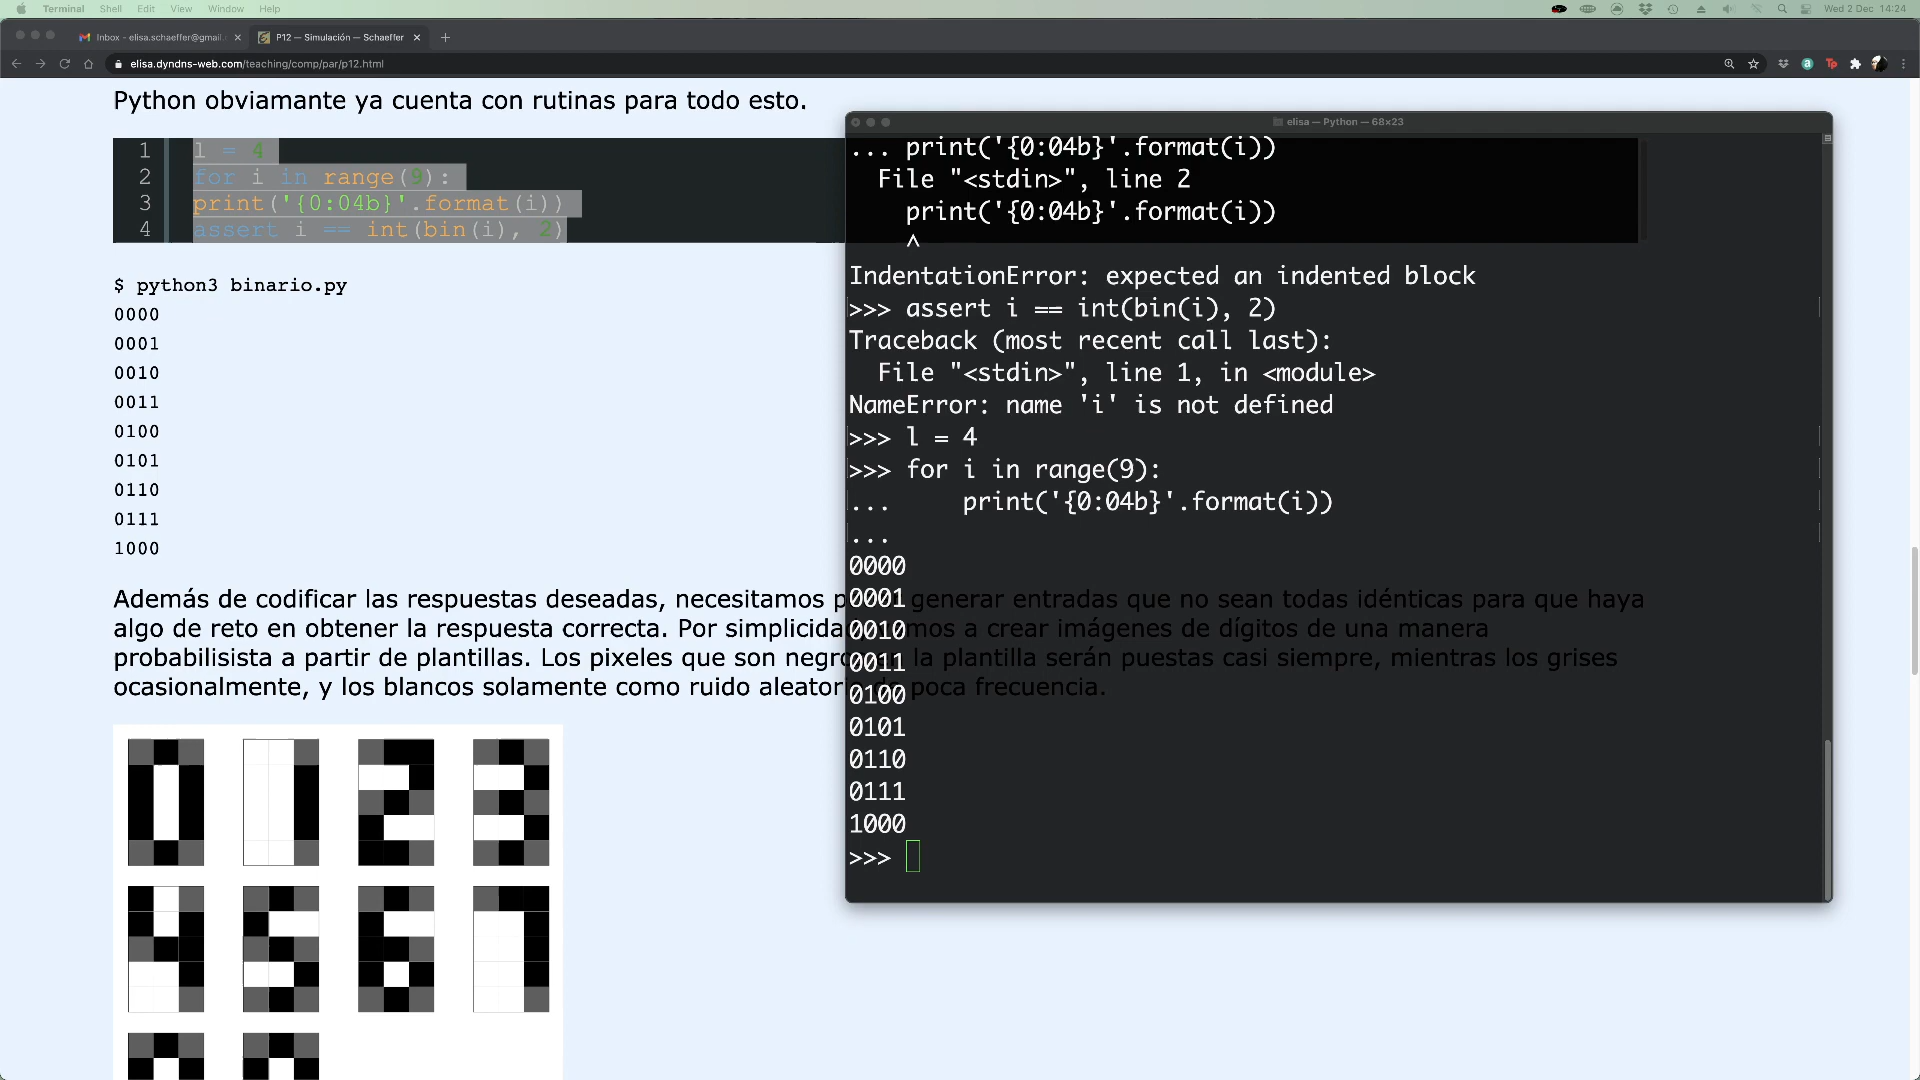 Terminal Shell Edit View Window Help
Wed 2 Dec 14:24
Inbox - elisa.schaeffer@gmail.
P12 — Simulación — Schaeffer
elisa.dyndns-web.com/teaching/comp/par/p12.html
Python obviamante ya cuenta con rutinas para todo esto.
1 l = 4
2 for i in range(9):
3 print('{0:04b}'.format(i))
4 assert i == int(bin(i), 2)
$ python3 binario.py
0000
0001
0010
0011
0100
0101
0110
0111
1000
Además de codificar las respuestas deseadas, necesitamos generar entradas que no sean todas idénticas para que haya
algo de reto en obtener la respuesta correcta. Por simplicidad a crear imágenes de dígitos de una manera
probabilisista a partir de plantillas. Los pixeles que son negros la plantilla serán puestas casi siempre, mientras los grises
ocasionalmente, y los blancos solamente como ruido aleatorio poca frecuencia.
elisa — Python — 68×23
... print('{0:04b}'.format(i))
File "<stdin>", line 2
print('{0:04b}'.format(i))
^
IndentationError: expected an indented block
>>> assert i == int(bin(i), 2)
Traceback (most recent call last):
File "<stdin>", line 1, in <module>
NameError: name 'i' is not defined
>>> l = 4
>>> for i in range(9):
... print('{0:04b}'.format(i))
...
0000
0001
0010
0011
0100
0101
0110
0111
1000
>>>